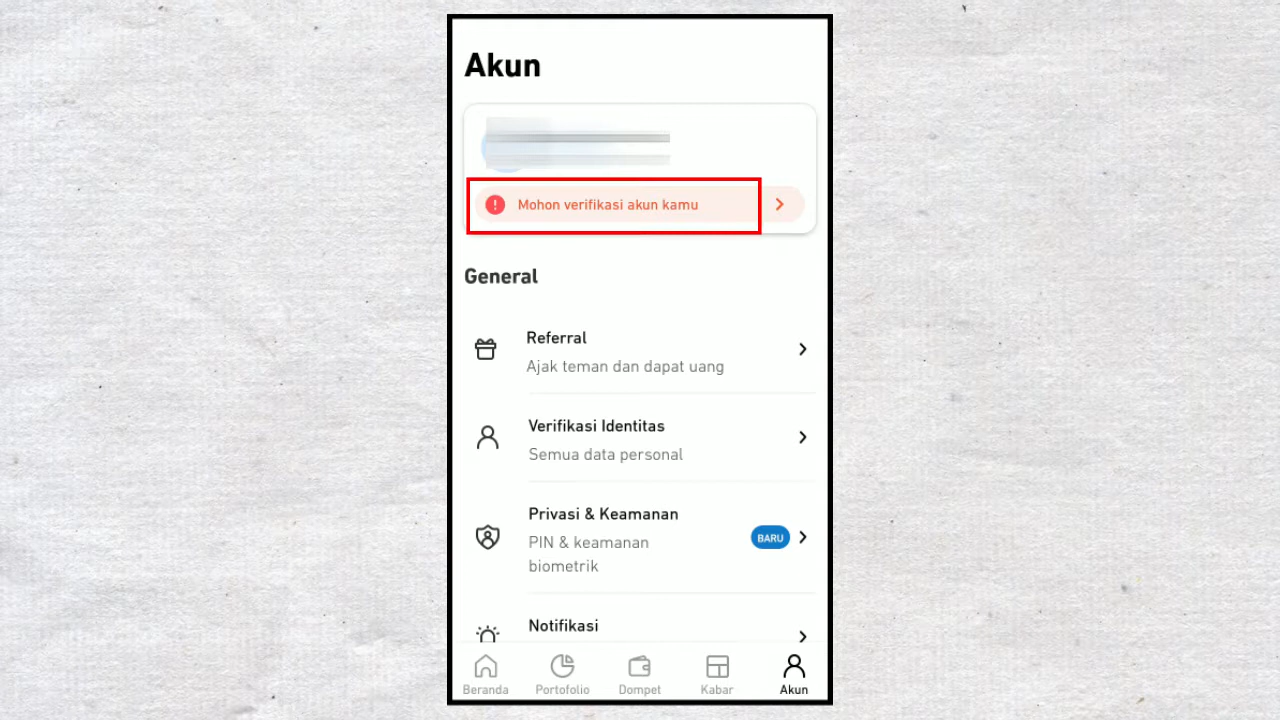 Akun
Mohon verifikasi akun kamu
General
Referral
Ajak teman dan dapat uang
Verifikasi Identitas
Semua data personal
Privasi & Keamanan
PIN & keamanan
biometrik
BARU
Notifikasi
Beranda
Portofolio
Dompet
Kabar
Akun